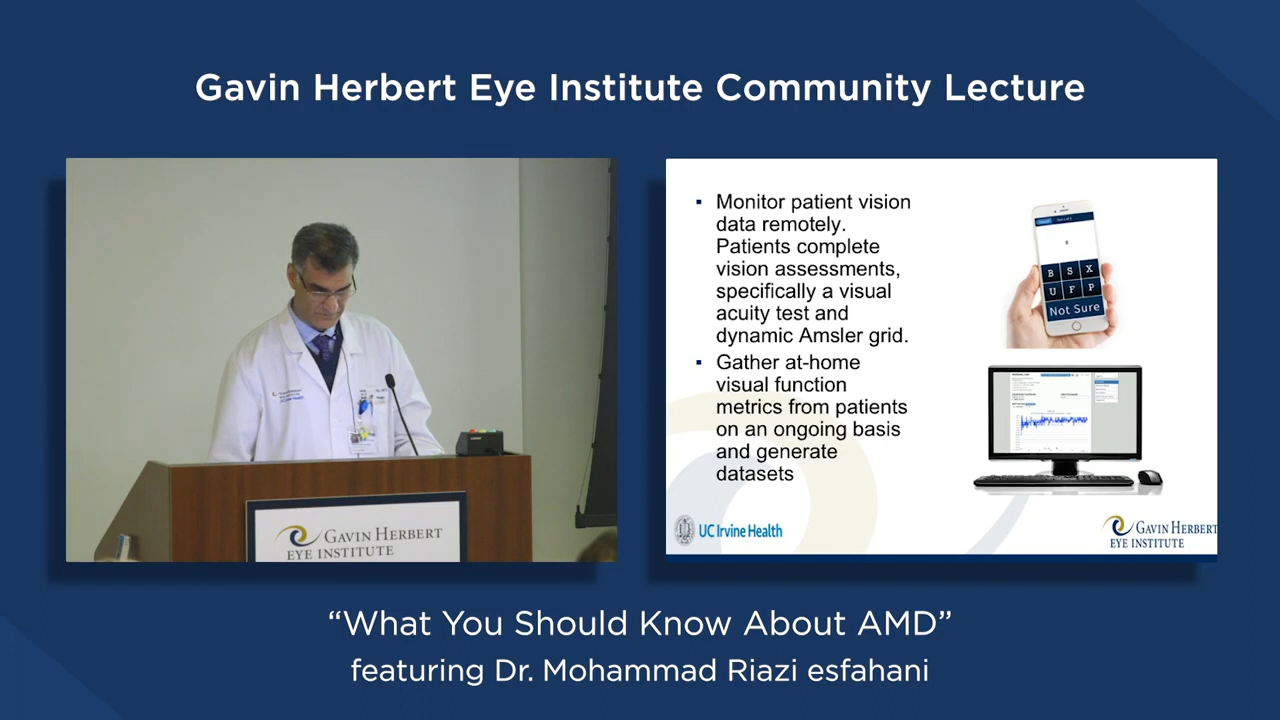 Gavin Herbert Eye Institute Community Lecture
▪ Monitor patient vision
data remotely.
Patients complete
vision assessments,
specifically a visual
acuity test and
dynamic Amsler grid.
▪ Gather at-home
visual function
metrics from patients
on an ongoing basis
and generate
datasets
B S X
U F P
Not Sure
UC Irvine Health
GAVIN HERBERT
EYE INSTITUTE
GAVIN HERBERT
EYE INSTITUTE
“What You Should Know About AMD”
featuring Dr. Mohammad Riazi esfahani